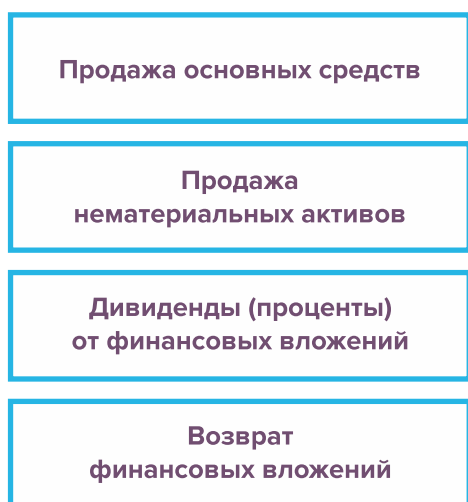 Продажа основных средств
Продажа
нематериальных активов
Дивиденды (проценты)
от финансовых вложений
Возврат
финансовых вложений